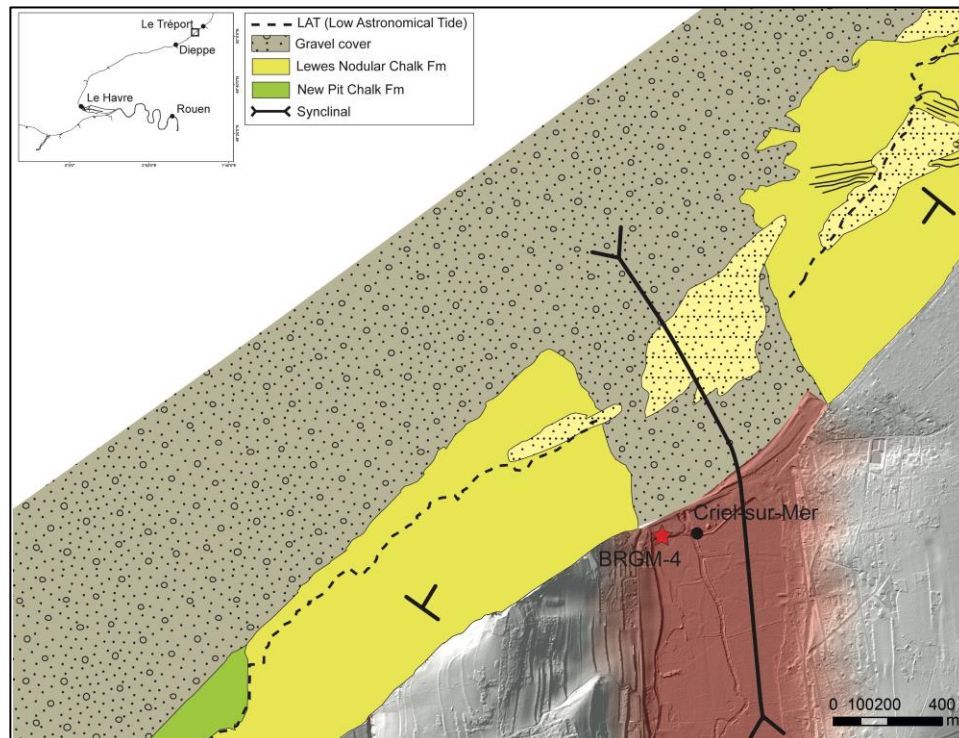 Le Tréport
Dieppe
Le Havre
Rouen
LAT (Low Astronomical Tide)
Gravel cover
Lewes Nodular Chalk Fm
New Pit Chalk Fm
Synclinal
Criel-sur-Mer
BRGM-4
0 100200 400
m